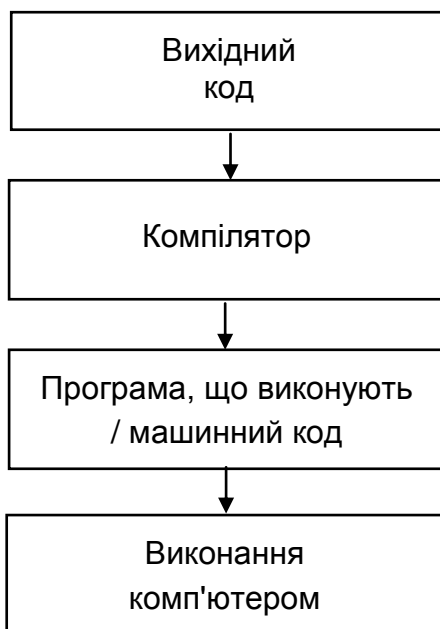 Вихідний
код
Компілятор
Програма, що виконують
/ машинний код
Виконання
комп'ютером